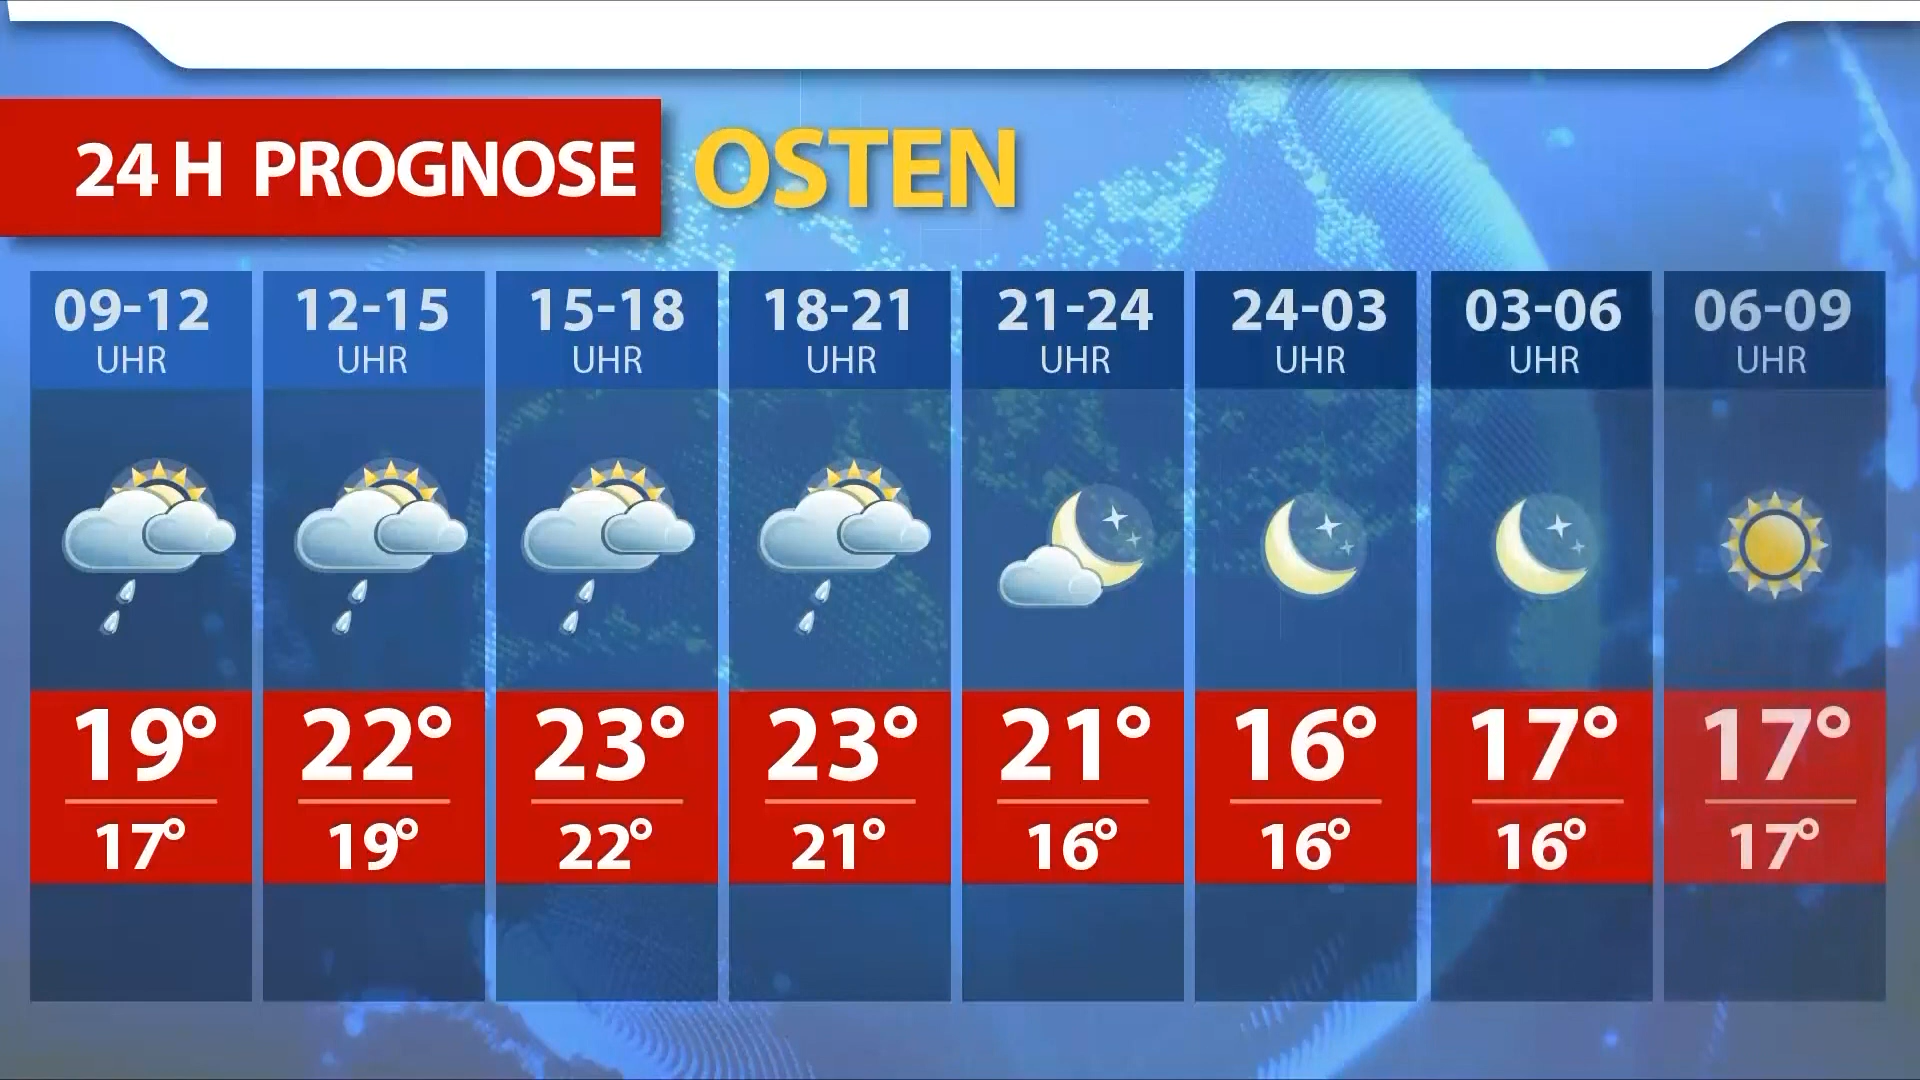 24 H PROGNOSE OSTEN
09-12 12-15 15-18 18-21 21-24 24-03 03-06 06-09
UHR UHR UHR UHR UHR UHR UHR UHR
19° 22° 23° 23° 21° 16° 17° 17°
17° 19° 22° 21° 16° 16° 16° 17°